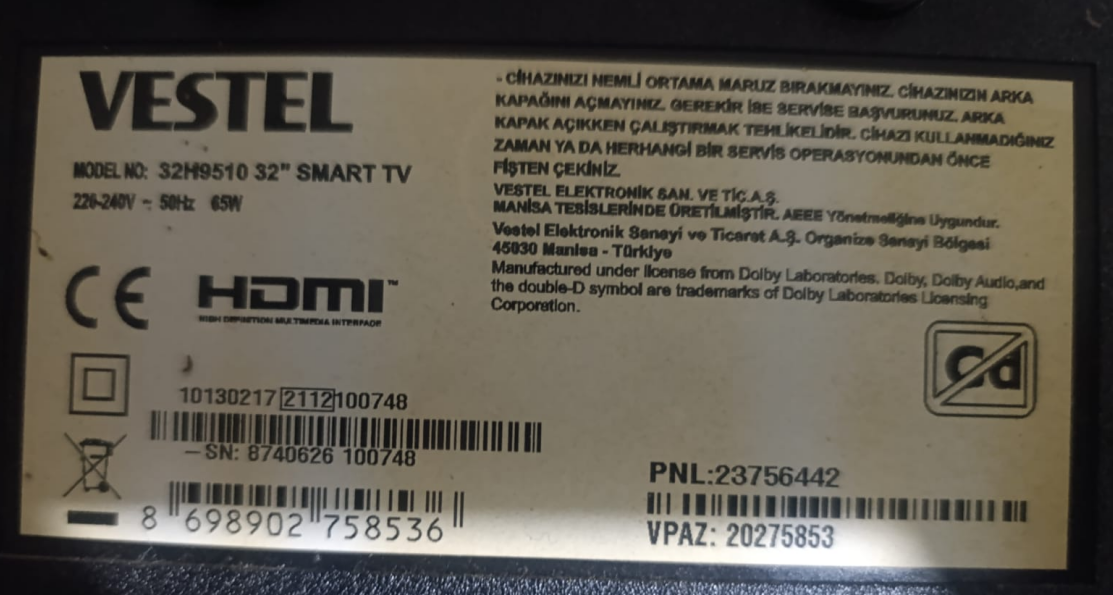 VESTEL
MODEL NO: 32H9510 32" SMART TV
220-240V ~ 50Hz 65W
- CİHAZINIZI NEMLİ ORTAMA MARUZ BIRAKMAYINIZ. CİHAZINIZIN ARKA
KAPAĞINI AÇMAYINIZ. GEREKİR İSE SERVİSE BAŞVURUNUZ. ARKA
KAPAK AÇIKKEN ÇALIŞTIRMAK TEHLİKELİDİR. CİHAZI KULLANMADIĞINIZ
ZAMAN YA DA HERHANGİ BİR SERVİS OPERASYONUNDAN ÖNCE
FİŞTEN ÇEKİNİZ.
VESTEL ELEKTRONİK SAN. VE TİC.A.Ş.
MANİSA TESİSLERİNDE ÜRETİLMİŞTİR. AEEE Yönetmeliğine Uygundur.
Vestel Elektronik Sanayi ve Ticaret A.Ş. Organize Sanayi Bölgesi
45030 Manisa - Türkiye
Manufactured under license from Dolby Laboratories. Dolby, Dolby Audio,and
the double-D symbol are trademarks of Dolby Laboratories Licensing
Corporation.
CE HDMI™
HIGH DEFINITION MULTIMEDIA INTERFACE
10130217 2112 100748
-SN: 8740626 100748
8 698902 758536
PNL:23756442
VPAZ: 20275853